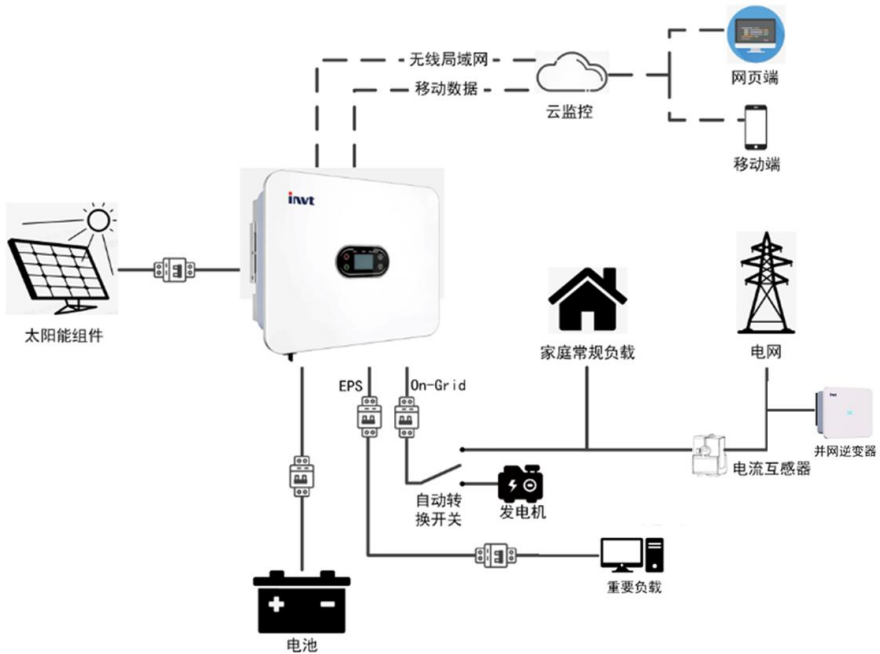 无线局域网
移动数据
云监控
网页端
移动端
invt
太阳能组件
家庭常规负载
电网
EPS
On-Grid
invt
并网逆变器
电流互感器
自动转
换开关
发电机
重要负载
电池